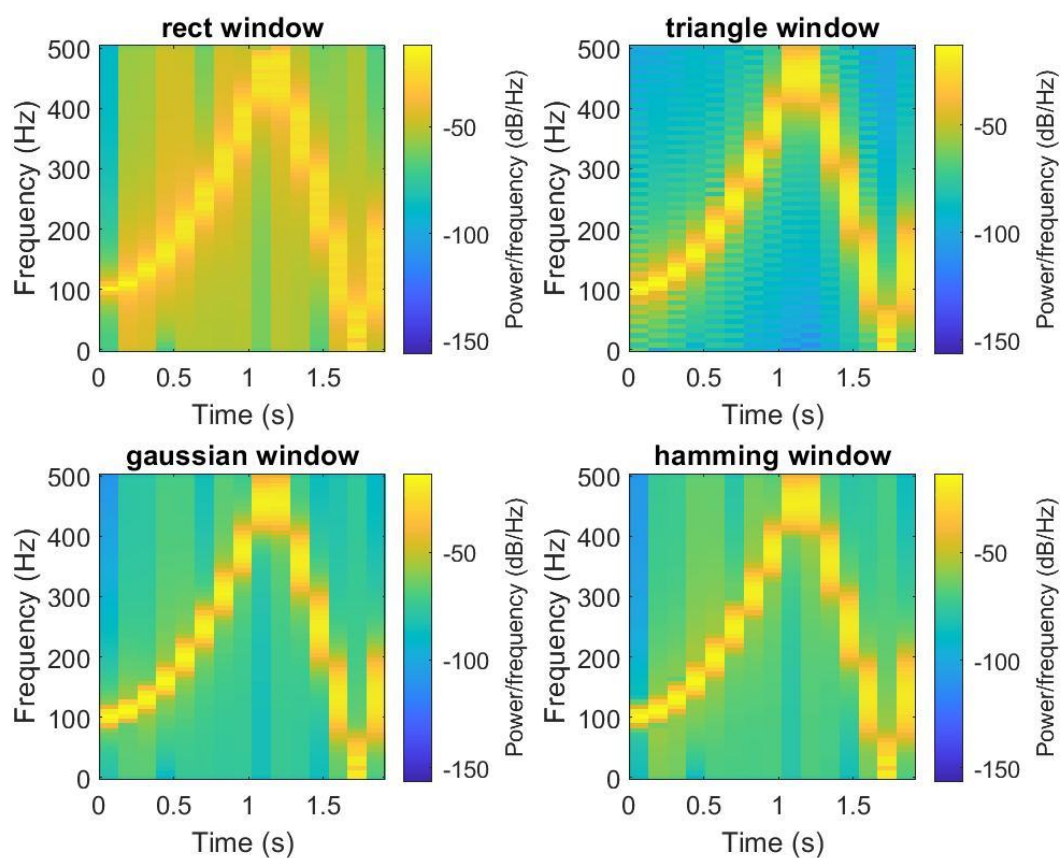 rect window
500
400
300
200
100
0
Frequency (Hz)
0 0.5 1 1.5
Time (s)
-50
-100
-150
Power/frequency (dB/Hz)
triangle window
500
400
300
200
100
0
Frequency (Hz)
0 0.5 1 1.5
Time (s)
-50
-100
-150
Power/frequency (dB/Hz)
gaussian window
500
400
300
200
100
0
Frequency (Hz)
0 0.5 1 1.5
Time (s)
-50
-100
-150
Power/frequency (dB/Hz)
hamming window
500
400
300
200
100
0
Frequency (Hz)
0 0.5 1 1.5
Time (s)
-50
-100
-150
Power/frequency (dB/Hz)